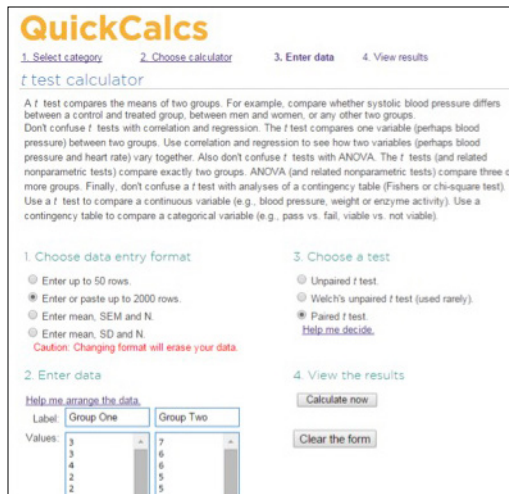 QuickCalcs
1. Select category 2. Choose calculator 3. Enter data 4. View results
t test calculator
A t test compares the means of two groups. For example, compare whether systolic blood pressure differs
between a control and treated group, between men and women, or any other two groups.
Don't confuse t tests with correlation and regression. The t test compares one variable (perhaps blood
pressure) between two groups. Use correlation and regression to see how two variables (perhaps blood
pressure and heart rate) vary together. Also don't confuse t tests with ANOVA. The t tests (and related
nonparametric tests) compare exactly two groups. ANOVA (and related nonparametric tests) compare three o
more groups. Finally, don't confuse a t test with analyses of a contingency table (Fishers or chi-square test).
Use a t test to compare a continuous variable (e.g., blood pressure, weight or enzyme activity). Use a
contingency table to compare a categorical variable (e.g., pass vs. fail, viable vs. not viable).
1. Choose data entry format
Enter up to 50 rows.
Enter or paste up to 2000 rows.
Enter mean, SEM and N.
Enter mean, SD and N.
Caution: Changing format will erase your data.
2. Enter data
Help me arrange the data.
Label: Group One Group Two
Values: 3 7
3 6
4 6
2 5
2 5
3. Choose a test
Unpaired t test.
Welch's unpaired t test (used rarely).
Paired t test.
Help me decide.
4. View the results
Calculate now
Clear the form